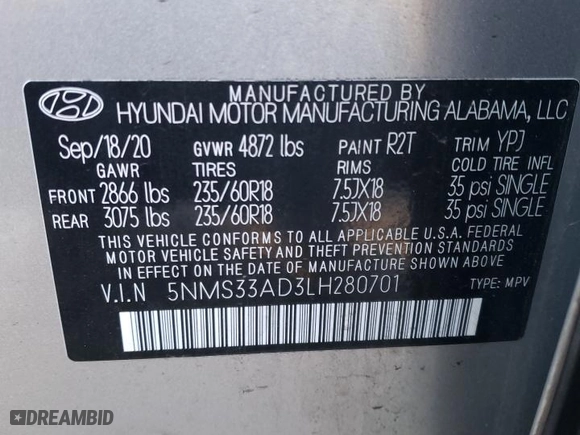 MANUFACTURED BY
HYUNDAI MOTOR MANUFACTURING ALABAMA, LLC
Sep/18/20 GVWR 4872 lbs PAINT R2T TRIM YPJ
GAWR TIRES RIMS COLD TIRE INFL
FRONT 2866 lbs 235/60R18 7.5JX18 35 psi SINGLE
REAR 3075 lbs 235/60R18 7.5JX18 35 psi SINGLE
THIS VEHICLE CONFORMS TO ALL APPLICABLE U.S.A. FEDERAL
MOTOR VEHICLE SAFETY AND THEFT PREVENTION STANDARDS
IN EFFECT ON THE DATE OF MANUFACTURE SHOWN ABOVE.
V.I.N 5NMS33AD3LH280701 TYPE: MPV
DREAMBID